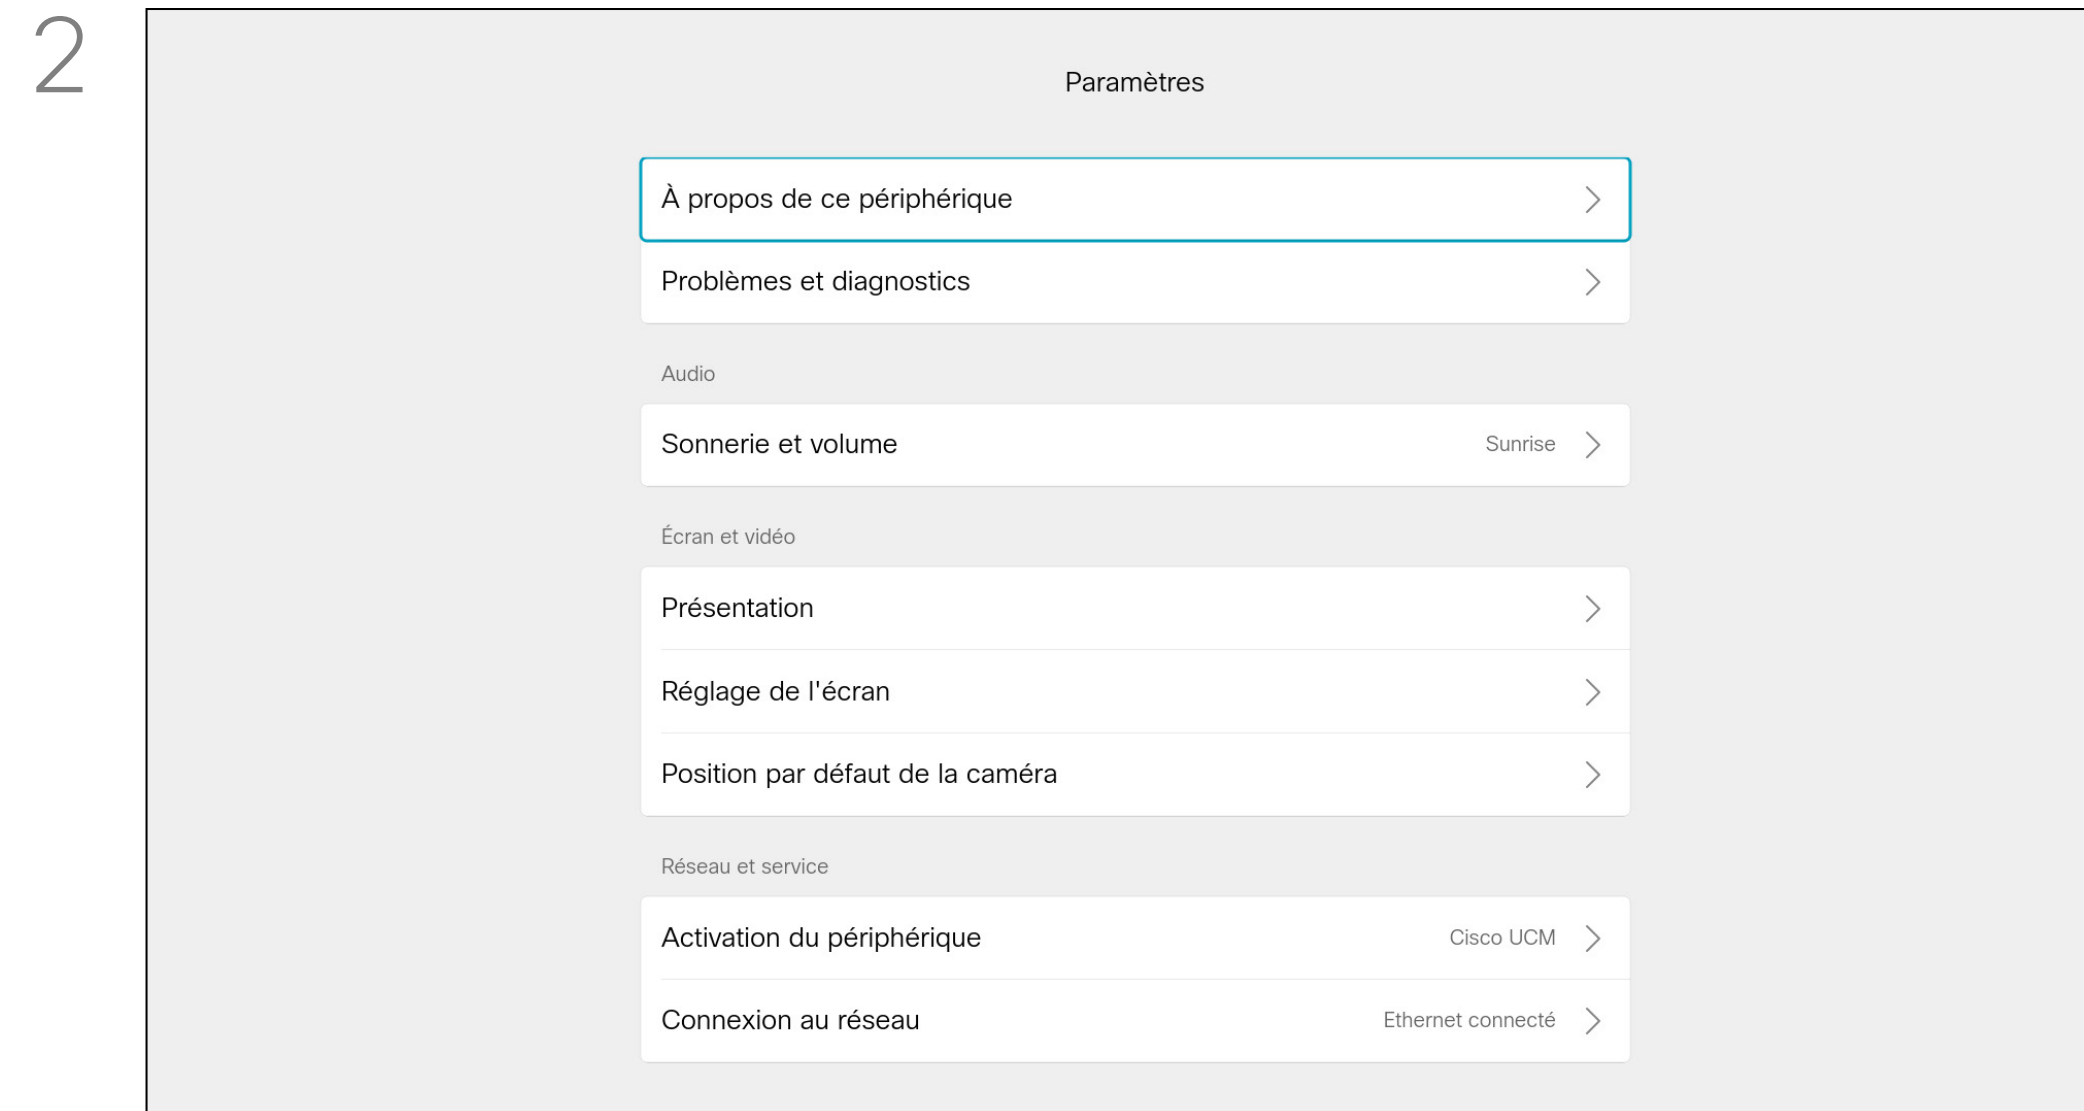 2
Paramètres
À propos de ce périphérique
Problèmes et diagnostics
Audio
Sonnerie et volume Sunrise
Écran et vidéo
Présentation
Réglage de l'écran
Position par défaut de la caméra
Réseau et service
Activation du périphérique Cisco UCM
Connexion au réseau Ethernet connecté